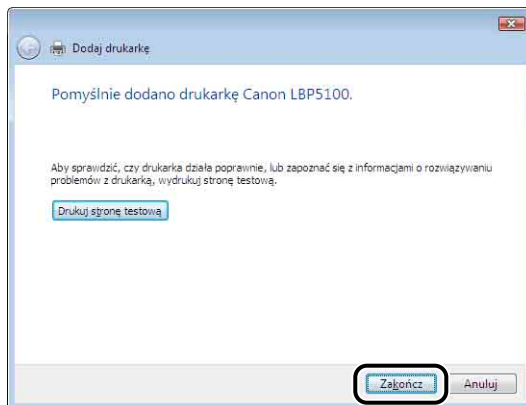 Dodaj drukarkę
Pomyślnie dodano drukarkę Canon LBP5100.
Aby sprawdzić, czy drukarka działa poprawnie, lub zapoznać się z informacjami o rozwiązywaniu
problemów z drukarką, wydrukuj stronę testową.
Drukuj stronę testową
Zakończ Anuluj